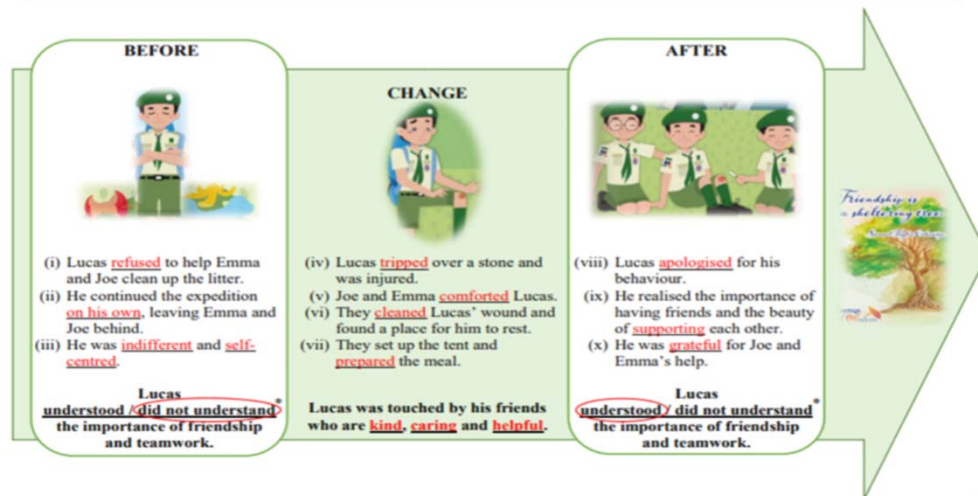 BEFORE
(i) Lucas refused to help Emma
and Joe clean up the litter.
(ii) He continued the expedition
on his own, leaving Emma and
Joe behind.
(iii) He was indifferent and self-
centred.
Lucas
understood / did not understand*
the importance of friendship
and teamwork.
CHANGE
(iv) Lucas tripped over a stone and
was injured.
(v) Joe and Emma comforted Lucas.
(vi) They cleaned Lucas’ wound and
found a place for him to rest.
(vii) They set up the tent and
prepared the meal.
Lucas was touched by his friends
who are kind, caring and helpful.
AFTER
(viii) Lucas apologised for his
behaviour.
(ix) He realised the importance of
having friends and the beauty
of supporting each other.
(x) He was grateful for Joe and
Emma’s help.
Lucas
understood / did not understand*
the importance of friendship
and teamwork.
Friendship is
a sheltering tree